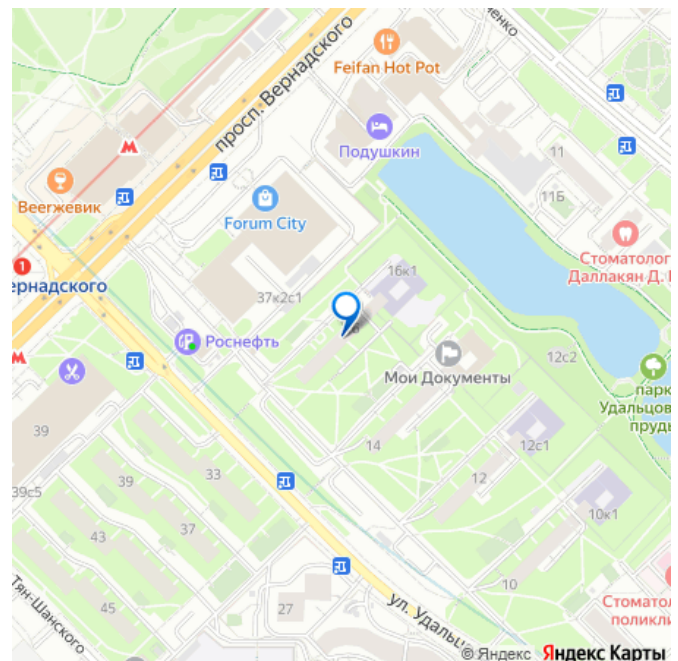 Feifan Hot Pot
просп. Вернадского
Подушкин
11
11Б
Beerжевик
Forum City
Стоматолог
Даллакян Д. 
16к1
1
ернадского
37к2с1
Роснефть
Мои Документы
12с2
парк
Удальцов
пруды
39
14
12с1
39
33
12
39с5
10к1
43
37
10
45
27
Тян-Шанского
ул. Удальц
Стоматол
поликли
© Яндекс Яндекс Карты